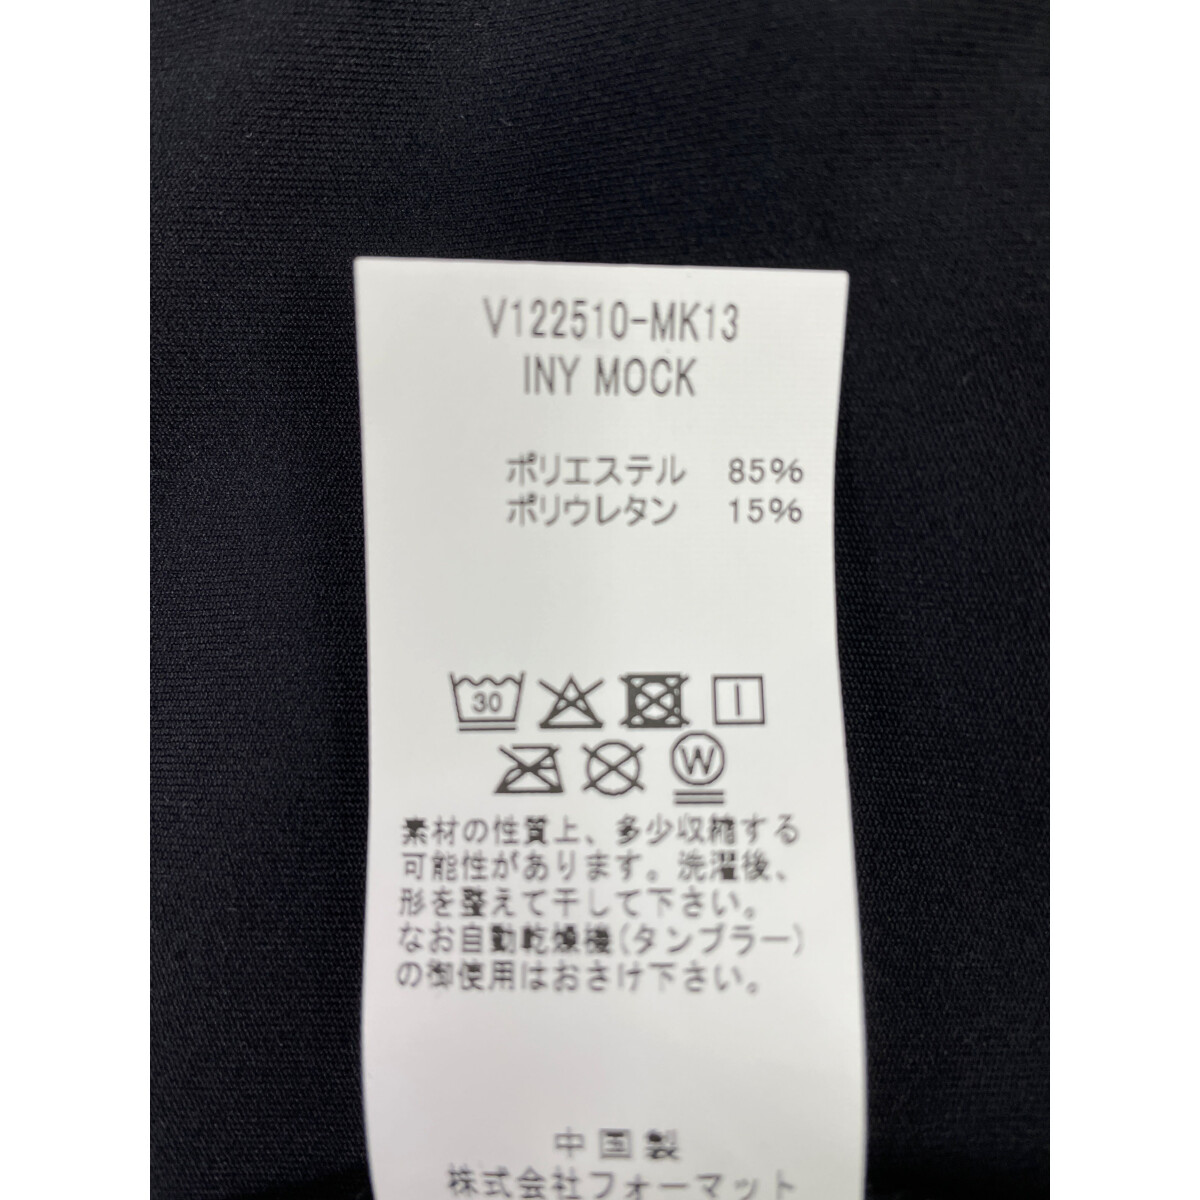 V122510-MK13
INY MOCK
ポリエステル 85%
ポリウレタン 15%
30
W
素材の性質上、多少収縮する
可能性があります。洗濯後、
形を整えて干して下さい。
なお自動乾燥機(タンブラー)
の御使用はおさけ下さい。
中国製
株式会社フォーマット